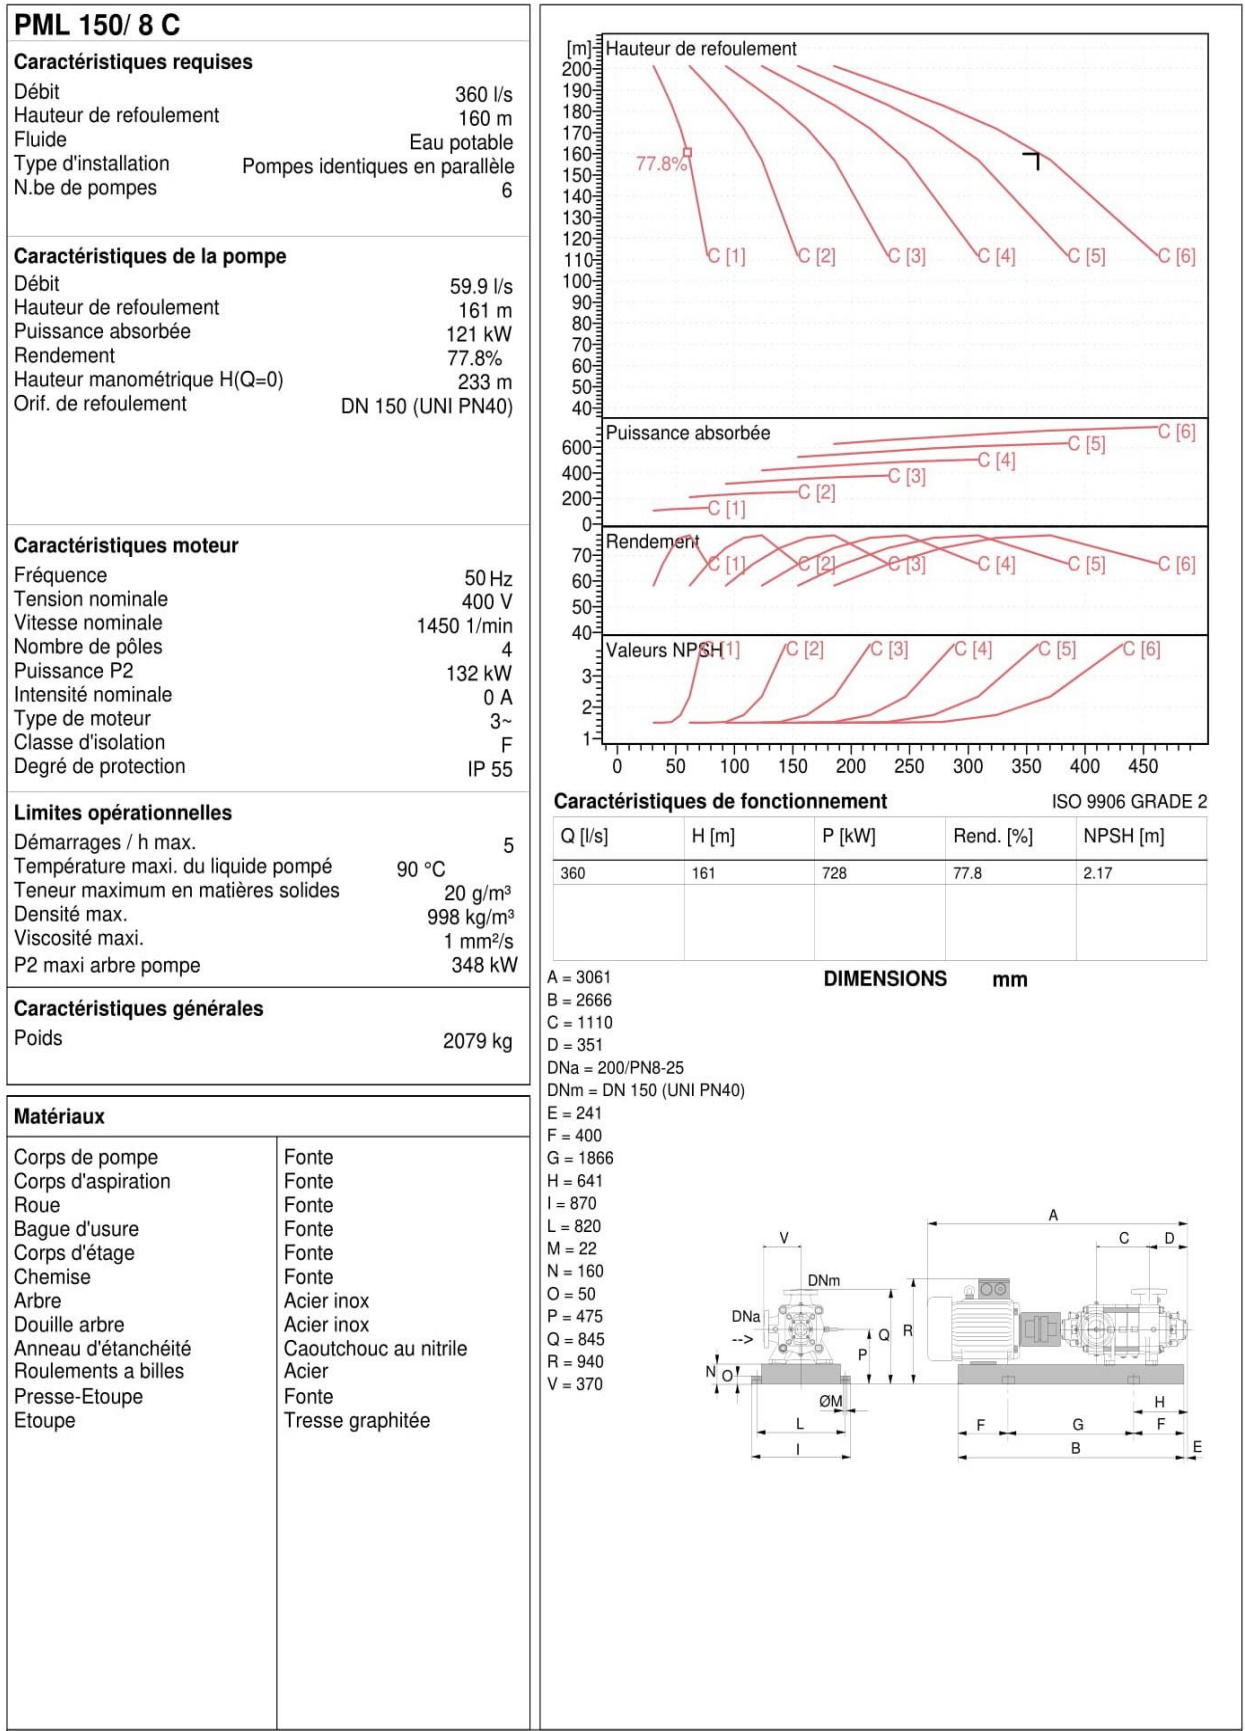 PML 150/ 8 C
Caractéristiques requises
Débit 360 l/s
Hauteur de refoulement 160 m
Fluide Eau potable
Type d'installation Pompes identiques en parallèle
N.be de pompes 6
Caractéristiques de la pompe
Débit 59.9 l/s
Hauteur de refoulement 161 m
Puissance absorbée 121 kW
Rendement 77.8%
Hauteur manométrique H(Q=0) 233 m
Orif. de refoulement DN 150 (UNI PN40)
Caractéristiques moteur
Fréquence 50 Hz
Tension nominale 400 V
Vitesse nominale 1450 1/min
Nombre de pôles 4
Puissance P2 132 kW
Intensité nominale 0 A
Type de moteur 3~
Classe d'isolation F
Degré de protection IP 55
Limites opérationnelles
Démarrages / h max. 5
Température maxi. du liquide pompé 90 °C
Teneur maximum en matières solides 20 g/m³
Densité max. 998 kg/m³
Viscosité maxi. 1 mm²/s
P2 maxi arbre pompe 348 kW
Caractéristiques générales
Poids 2079 kg
Matériaux
Corps de pompe Fonte
Corps d'aspiration Fonte
Roue Fonte
Bague d'usure Fonte
Corps d'étage Fonte
Chemise Fonte
Arbre Acier inox
Douille arbre Acier inox
Anneau d'étanchéité Caoutchouc au nitrile
Roulements a billes Acier
Presse-Etoupe Fonte
Etoupe Tresse graphitée
[m] Hauteur de refoulement
200
190
180
170
160
77.8%
150
140
130
120
110 C [1] C [2] C [3] C [4] C [5] C [6]
100
90
80
70
60
50
40
Puissance absorbée
C [6]
600 C [5]
C [4]
400 C [3]
200 C [2]
C [1]
0
Rendement
70
C [1] C [2] C [3] C [4] C [5] C [6]
60
50
40
Valeurs NPSH C [1] C [2] C [3] C [4] C [5] C [6]
3
2
1
0 50 100 150 200 250 300 350 400 450
Caractéristiques de fonctionnement ISO 9906 GRADE 2
Q [l/s] H [m] P [kW] Rend. [%] NPSH [m]
360 161 728 77.8 2.17
DIMENSIONS mm
A = 3061
B = 2666
C = 1110
D = 351
DNa = 200/PN8-25
DNm = DN 150 (UNI PN40)
E = 241
F = 400
G = 1866
H = 641
I = 870
L = 820
M = 22
N = 160
O = 50
P = 475
Q = 845
R = 940
V = 370
A
V C D
DNm
DNa
-->
Q R
P
N O
ØM H
L F G F
I B E